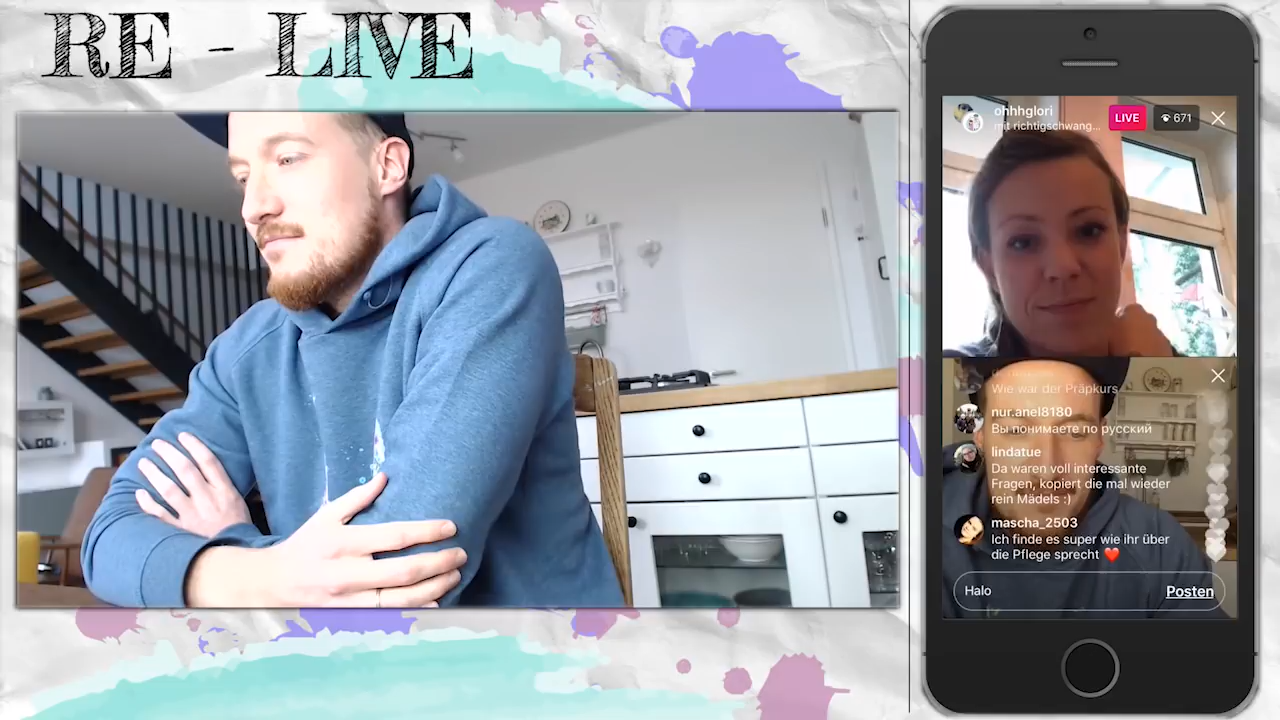 RE - LIVE
ohhhglori
mit richtigschwang...
LIVE
671
Wie war der Präpkurs
nur.anel8180
Вы понимаете по русский
lindatue
Da waren voll interessante
Fragen, kopiert die mal wieder
rein Mädels :)
mascha_2503
Ich finde es super wie ihr über
die Pflege sprecht ❤️
Halo
Posten